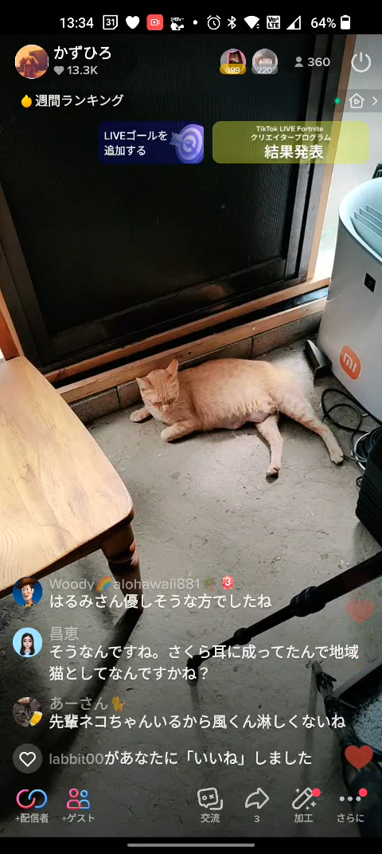 13:34
31
64%
かずひろ
13.3K
999
220
360
週間ランキング
LIVEゴールを
追加する
TikTok LIVE Fortnite
クリエイタープログラム
結果発表
Woody🌈alohawaii881🌴
はるみさん優しそうな方でしたね
昌恵
そうなんですね。さくら耳に成ってたんで地域
猫としてなんですかね？
あーさん🐈
先輩ネコちゃんいるから風くん淋しくないね
labbit00があなたに「いいね」しました
+配信者
+ゲスト
交流
3
加工
さらに